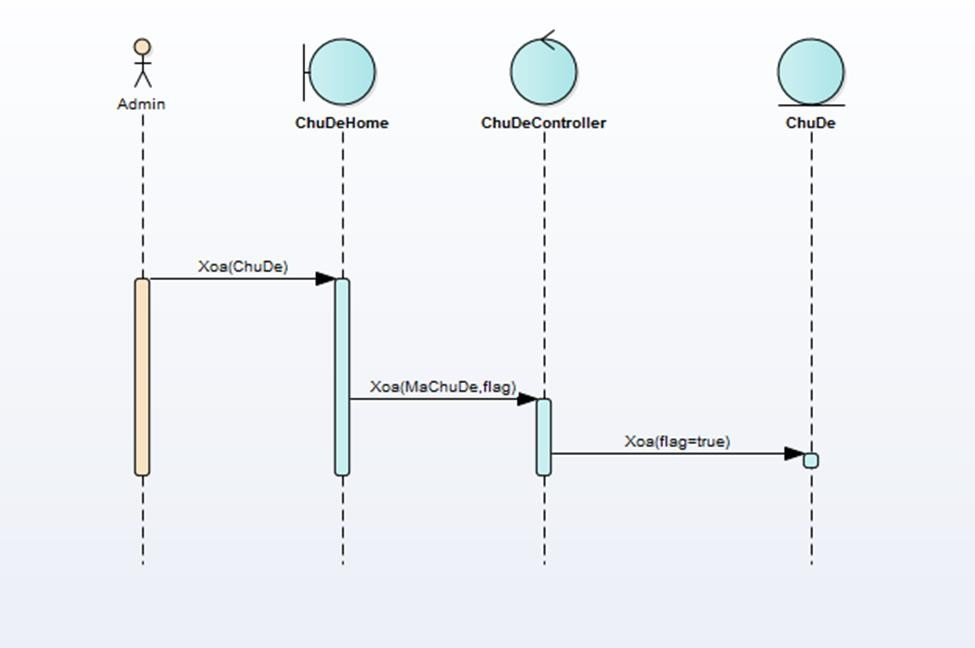 Admin
ChuDeHome
ChuDeController
ChuDe
Xoa(ChuDe)
Xoa(MaChuDe,flag)
Xoa(flag=true)